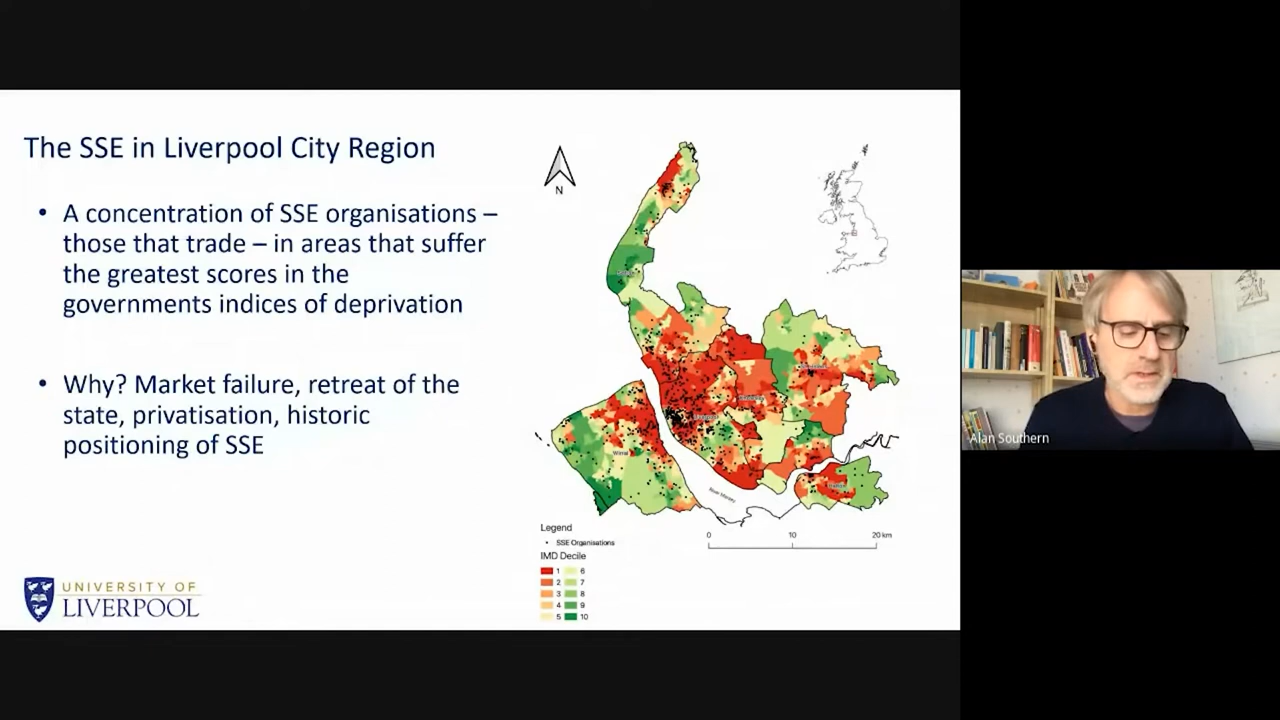 The SSE in Liverpool City Region
• A concentration of SSE organisations –
those that trade – in areas that suffer
the greatest scores in the
governments indices of deprivation
• Why? Market failure, retreat of the
state, privatisation, historic
positioning of SSE
UNIVERSITY OF
LIVERPOOL
N
Wirral
River Mersey
Legend
SSE Organisations
IMD Decile
1 6
2 7
3 8
4 9
5 10
0 10 20 km
Alan Southern